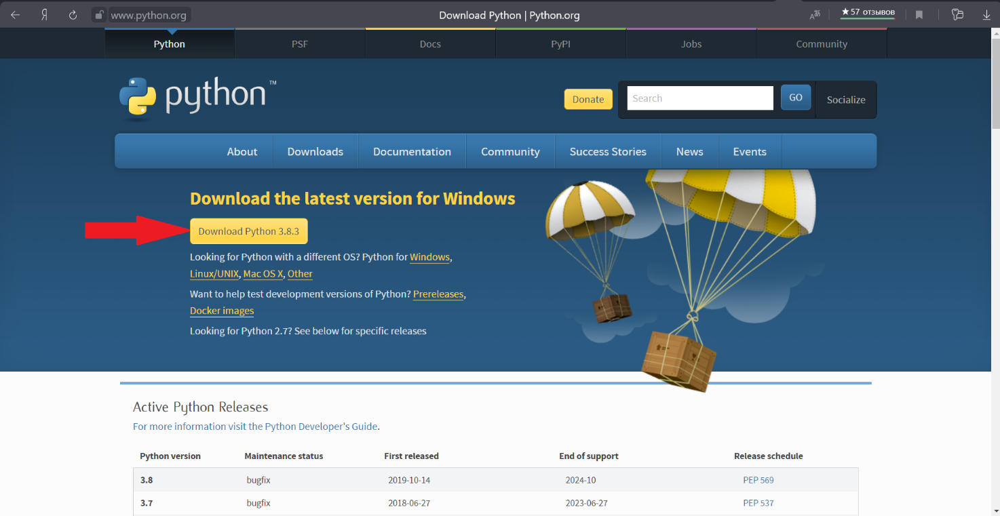 www.python.org Download Python | Python.org ★57 отзывов
Python PSF Docs PyPI Jobs Community
python™
Donate Search GO Socialize
About Downloads Documentation Community Success Stories News Events
Download the latest version for Windows
Download Python 3.8.3
Looking for Python with a different OS? Python for Windows,
Linux/UNIX, Mac OS X, Other
Want to help test development versions of Python? Prereleases,
Docker images
Looking for Python 2.7? See below for specific releases
Active Python Releases
For more information visit the Python Developer's Guide.
Python version Maintenance status First released End of support Release schedule
3.8 bugfix 2019-10-14 2024-10 PEP 569
3.7 bugfix 2018-06-27 2023-06-27 PEP 537